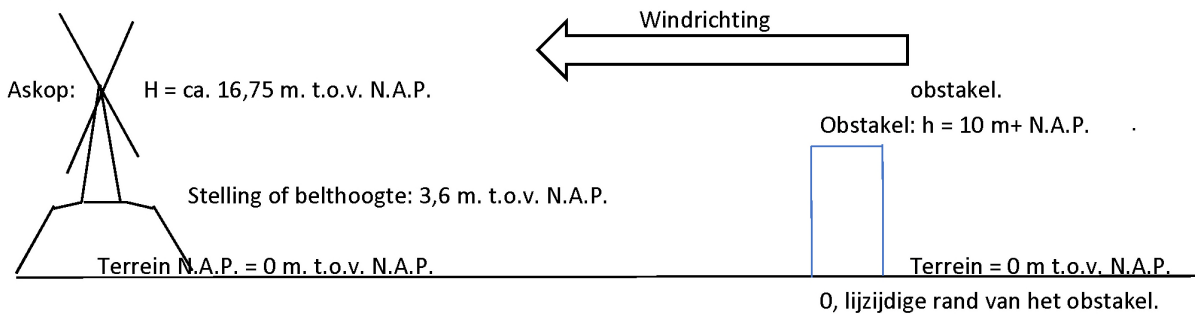 Windrichting
Askop: H = ca. 16,75 m. t.o.v. N.A.P.
obstakel.
Obstakel: h = 10 m+ N.A.P. .
Stelling of belthoogte: 3,6 m. t.o.v. N.A.P.
Terrein N.A.P. = 0 m. t.o.v. N.A.P.
Terrein = 0 m t.o.v. N.A.P.
0, lijzijdige rand van het obstakel.